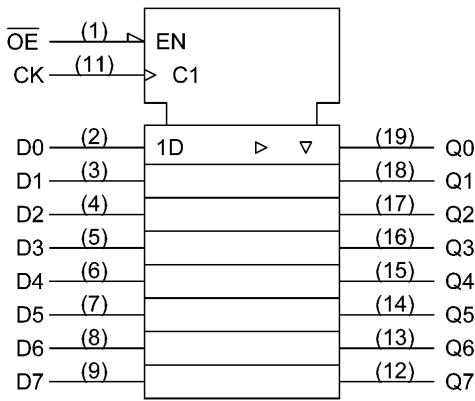 O̅E̅ (1) EN
CK (11) C1
D0 (2) 1D ▷ ▽ (19) Q0
D1 (3) (18) Q1
D2 (4) (17) Q2
D3 (5) (16) Q3
D4 (6) (15) Q4
D5 (7) (14) Q5
D6 (8) (13) Q6
D7 (9) (12) Q7